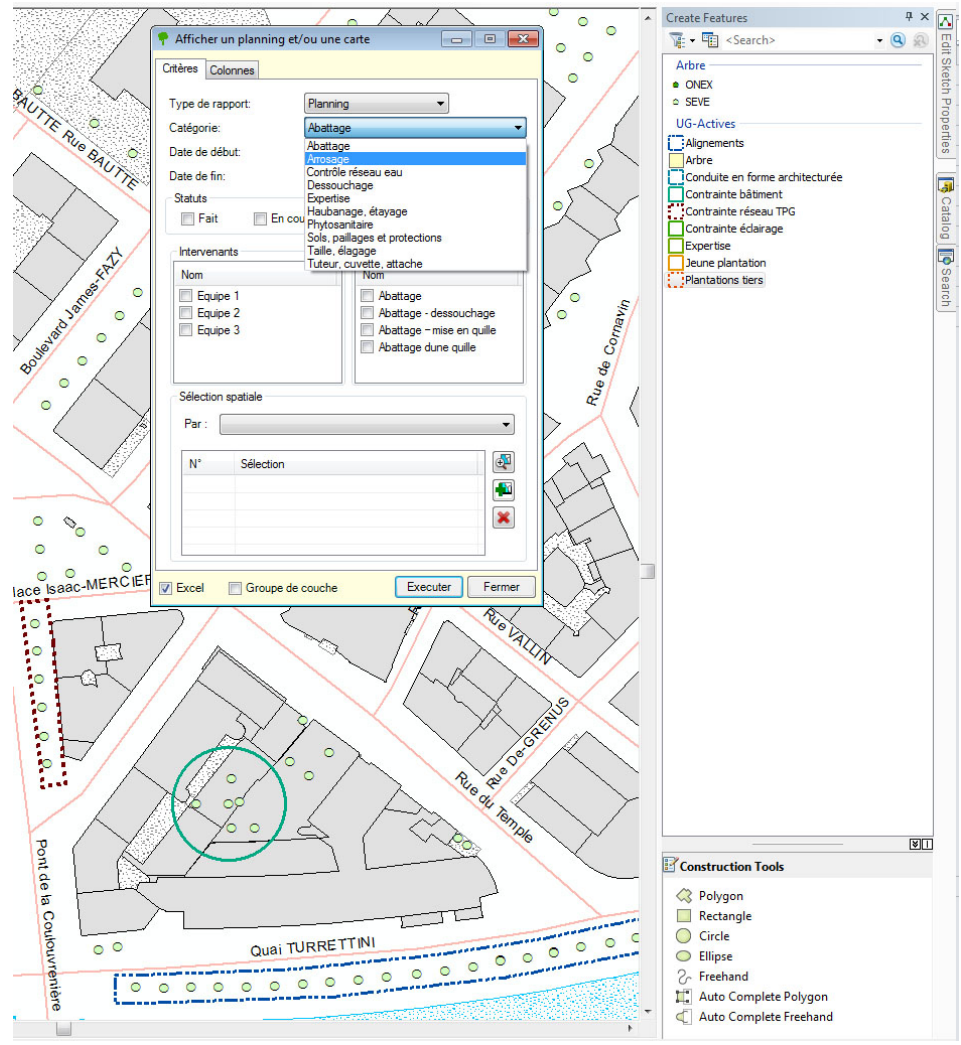 Afficher un planning et/ou une carte
Critères
Colonnes
Type de rapport:
Planning
Catégorie:
Abattage
Date de début:
Date de fin:
Abattage
Arrosage
Contrôle réseau eau
Dessouchage
Expertise
Haubanage, étayage
Phytosanitaire
Sols, paillages et protections
Taille, élagage
Tuteur, cuvette, attache
Statuts
Fait
En cou
Intervenants
Nom
Equipe 1
Equipe 2
Equipe 3
Nom
Abattage
Abattage - dessouchage
Abattage – mise en quille
Abattage dune quille
Sélection spatiale
Par :
N°
Sélection
Excel
Groupe de couche
Executer
Fermer
BAUTTE
Rue BAUTTE
Boulevard James-FAZY
Rue de Cornavin
lace Isaac-MERCIER
Rue VALLIN
Rue De-GRENUS
Rue du Temple
Pont de la Coulouvrenière
Quai TURRETTINI
Create Features
<Search>
Arbre
ONEX
SEVE
UG-Actives
Alignements
Arbre
Conduite en forme architecturée
Contrainte bâtiment
Contrainte réseau TPG
Contrainte éclairage
Expertise
Jeune plantation
Plantations tiers
Construction Tools
Polygon
Rectangle
Circle
Ellipse
Freehand
Auto Complete Polygon
Auto Complete Freehand
Edit Sketch Properties
Catalog
Search